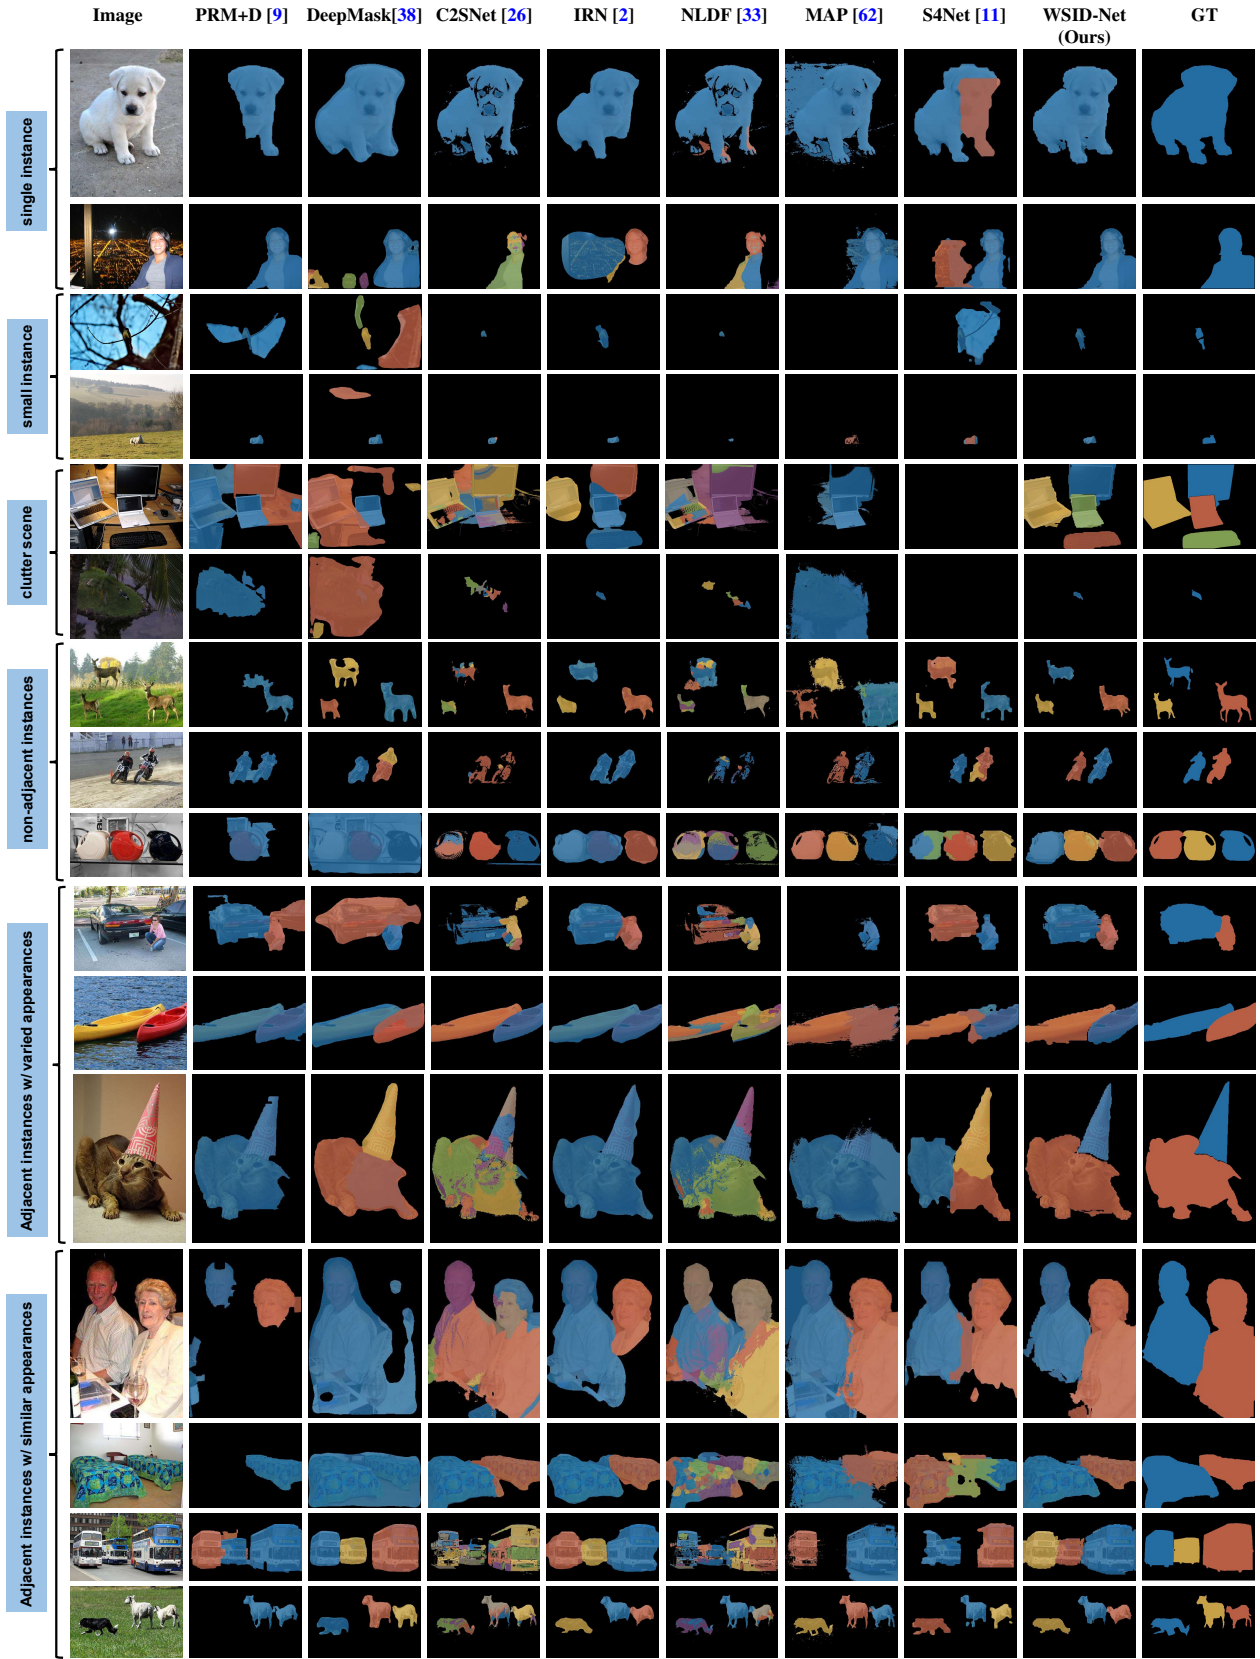 Image PRM+D [9] DeepMask[38] C2SNet [26] IRN [2] NLDF [33] MAP [62] S4Net [11] WSID-Net GT
(Ours)
single instance
small instance
clutter scene
non-adjacent instances
Adjacent instances w/ varied appearances
Adjacent instances w/ similar appearances